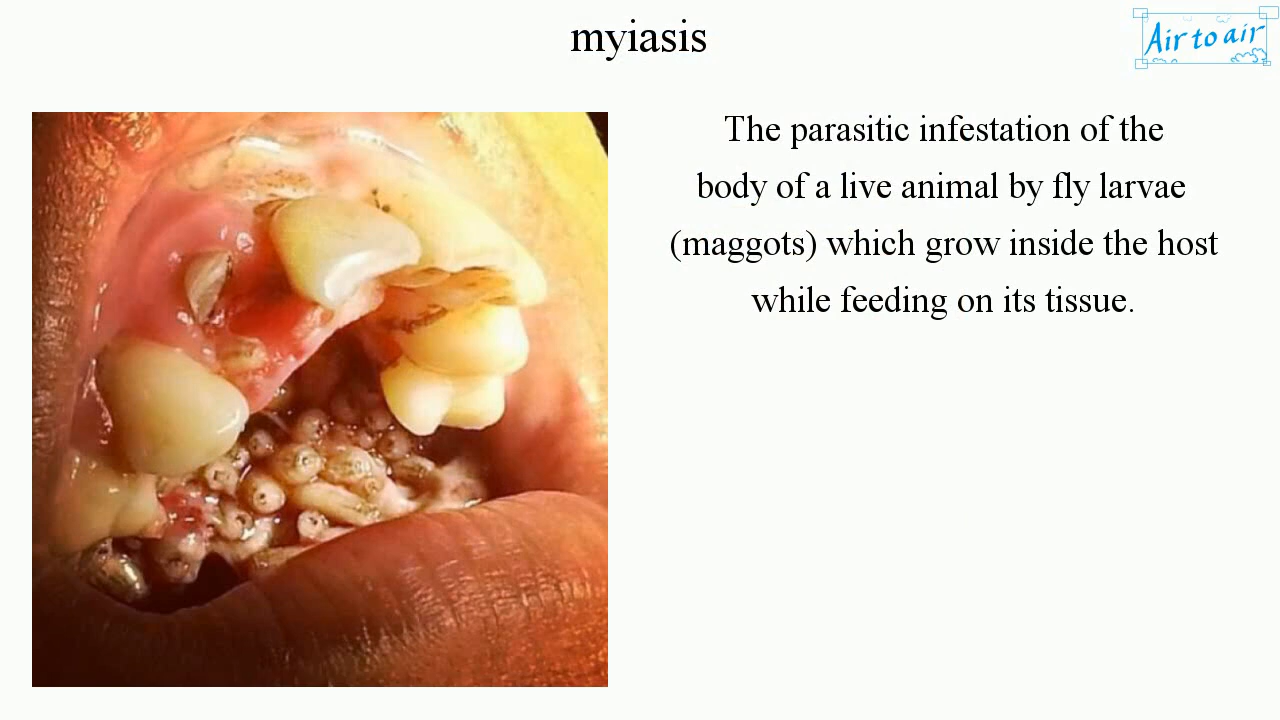 myiasis
Air to air
The parasitic infestation of the
body of a live animal by fly larvae
(maggots) which grow inside the host
while feeding on its tissue.